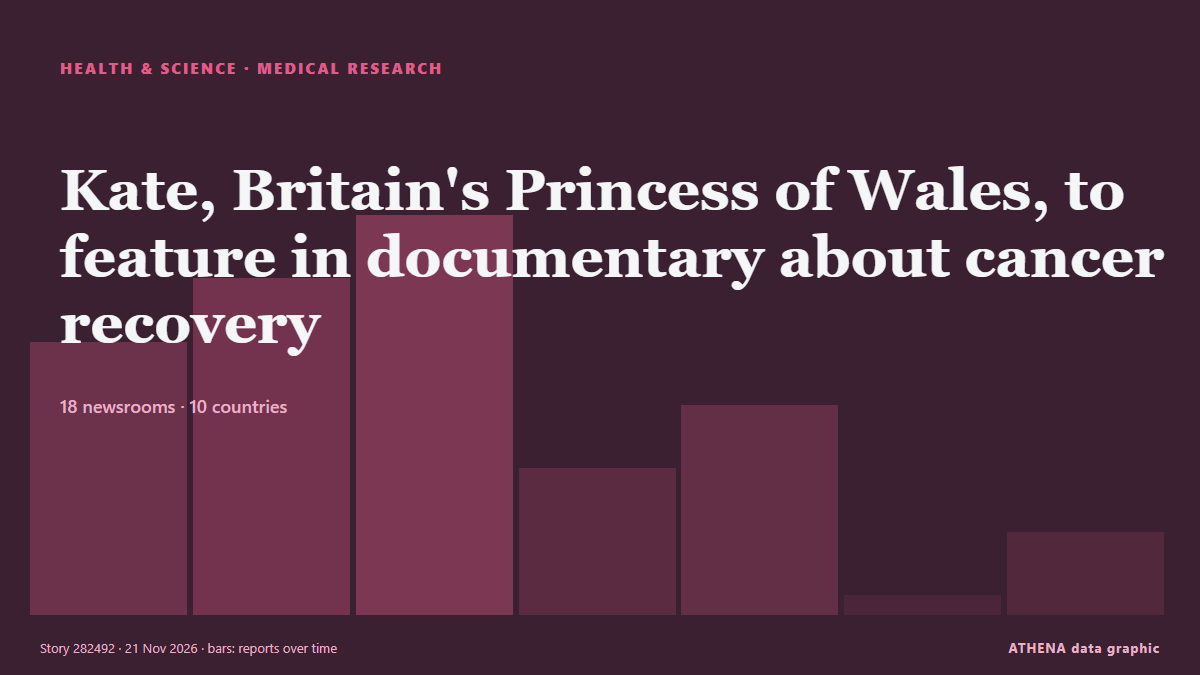 HEALTH & SCIENCE · MEDICAL RESEARCH
Kate, Britain's Princess of Wales, to
feature in documentary about cancer
recovery
18 newsrooms · 10 countries
Story 282492 · 21 Nov 2026 · bars: reports over time
ATHENA data graphic